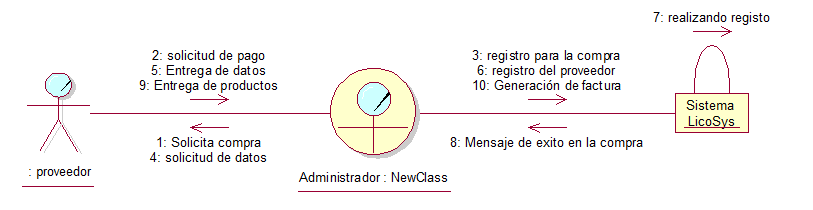 7: realizando registo
2: solicitud de pago
5: Entrega de datos
9: Entrega de productos
3: registro para la compra
6: registro del proveedor
10: Generación de factura
Sistema
LicoSys
1: Solicita compra
4: solicitud de datos
8: Mensaje de exito en la compra
: proveedor
Administrador : NewClass